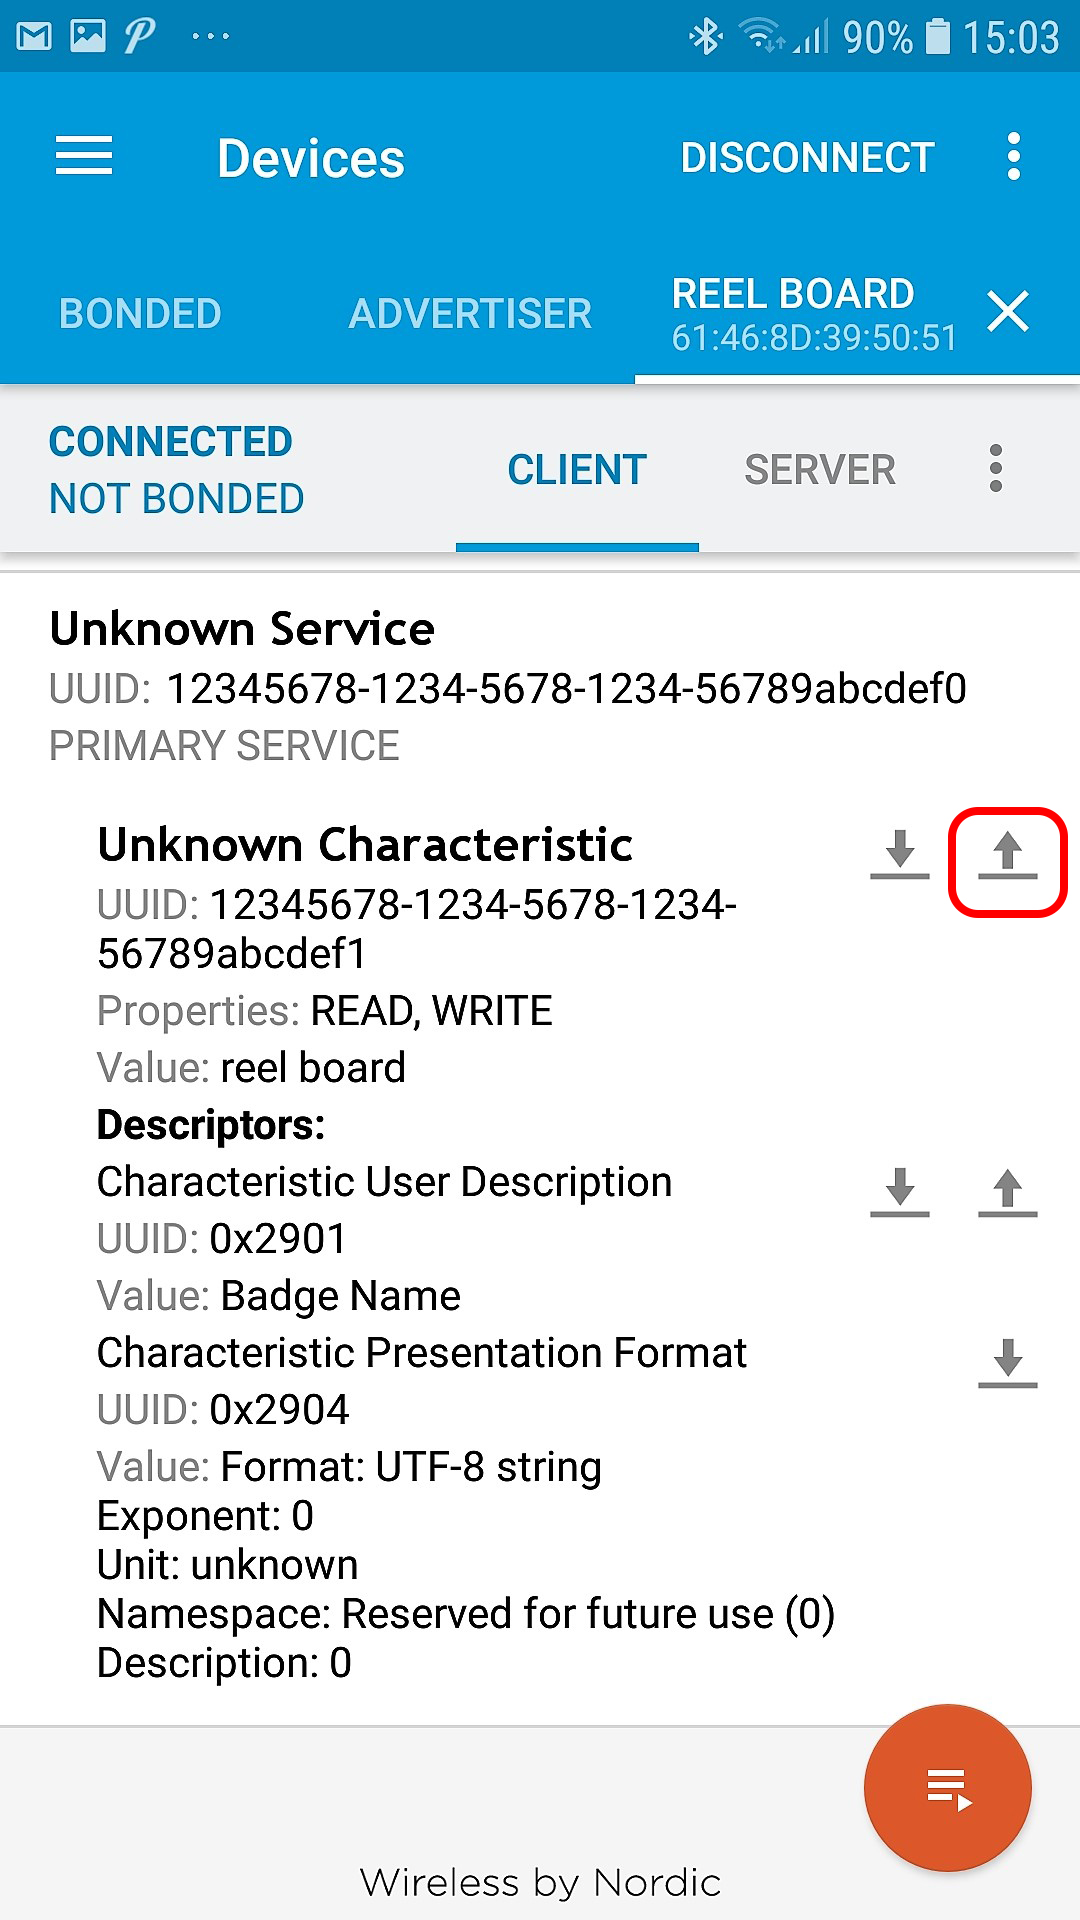 90% 15:03
Devices DISCONNECT
BONDED ADVERTISER REEL BOARD
61:46:8D:39:50:51
CONNECTED
NOT BONDED
CLIENT SERVER
Unknown Service
UUID: 12345678-1234-5678-1234-56789abcdef0
PRIMARY SERVICE
Unknown Characteristic
UUID: 12345678-1234-5678-1234-
56789abcdef1
Properties: READ, WRITE
Value: reel board
Descriptors:
Characteristic User Description
UUID: 0x2901
Value: Badge Name
Characteristic Presentation Format
UUID: 0x2904
Value: Format: UTF-8 string
Exponent: 0
Unit: unknown
Namespace: Reserved for future use (0)
Description: 0
Wireless by Nordic